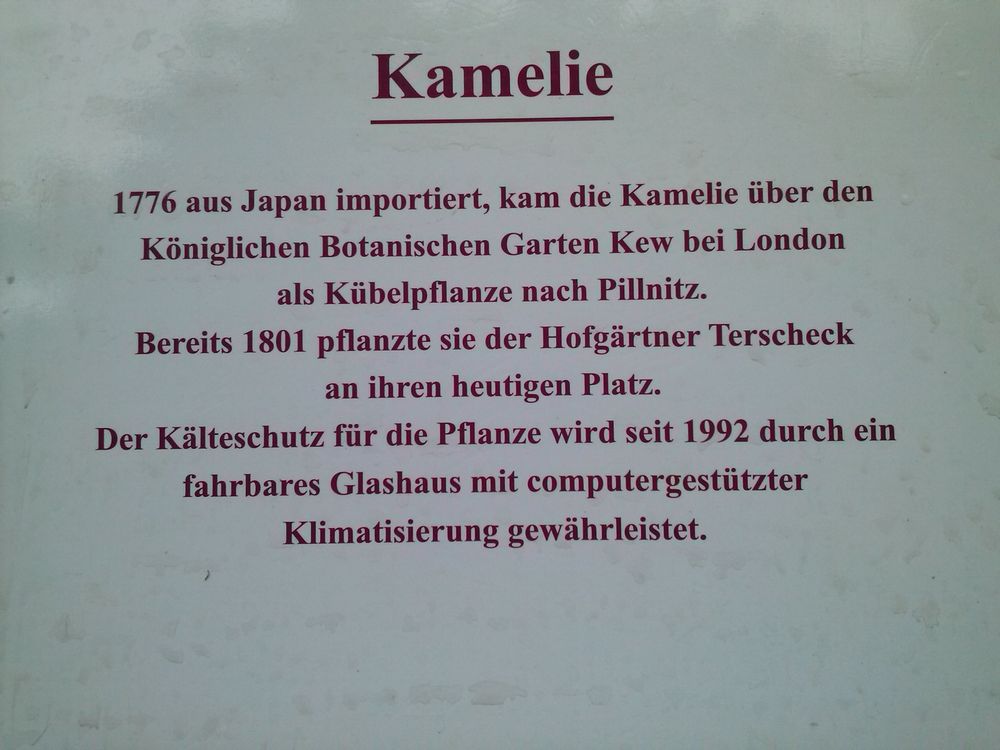 Kamelie
1776 aus Japan importiert, kam die Kamelie über den
Königlichen Botanischen Garten Kew bei London
als Kübelpflanze nach Pillnitz.
Bereits 1801 pflanzte sie der Hofgärtner Terscheck
an ihren heutigen Platz.
Der Kälteschutz für die Pflanze wird seit 1992 durch ein
fahrbares Glashaus mit computergestützter
Klimatisierung gewährleistet.